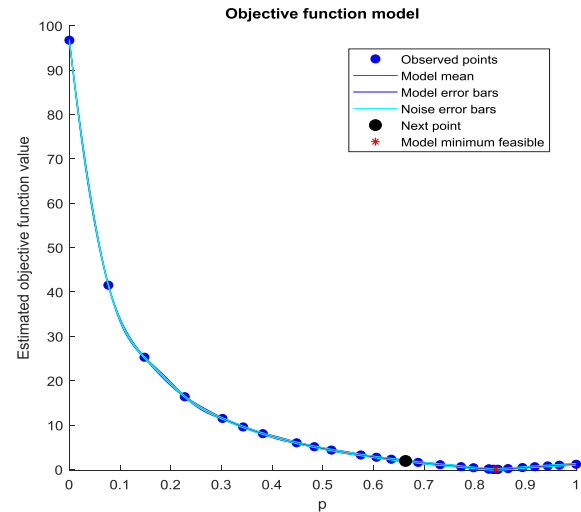 Objective function model
100
90
80
70
60
50
40
30
20
10
0
Estimated objective function value
Observed points
Model mean
Model error bars
Noise error bars
Next point
Model minimum feasible
0 0.1 0.2 0.3 0.4 0.5 0.6 0.7 0.8 0.9 1
p